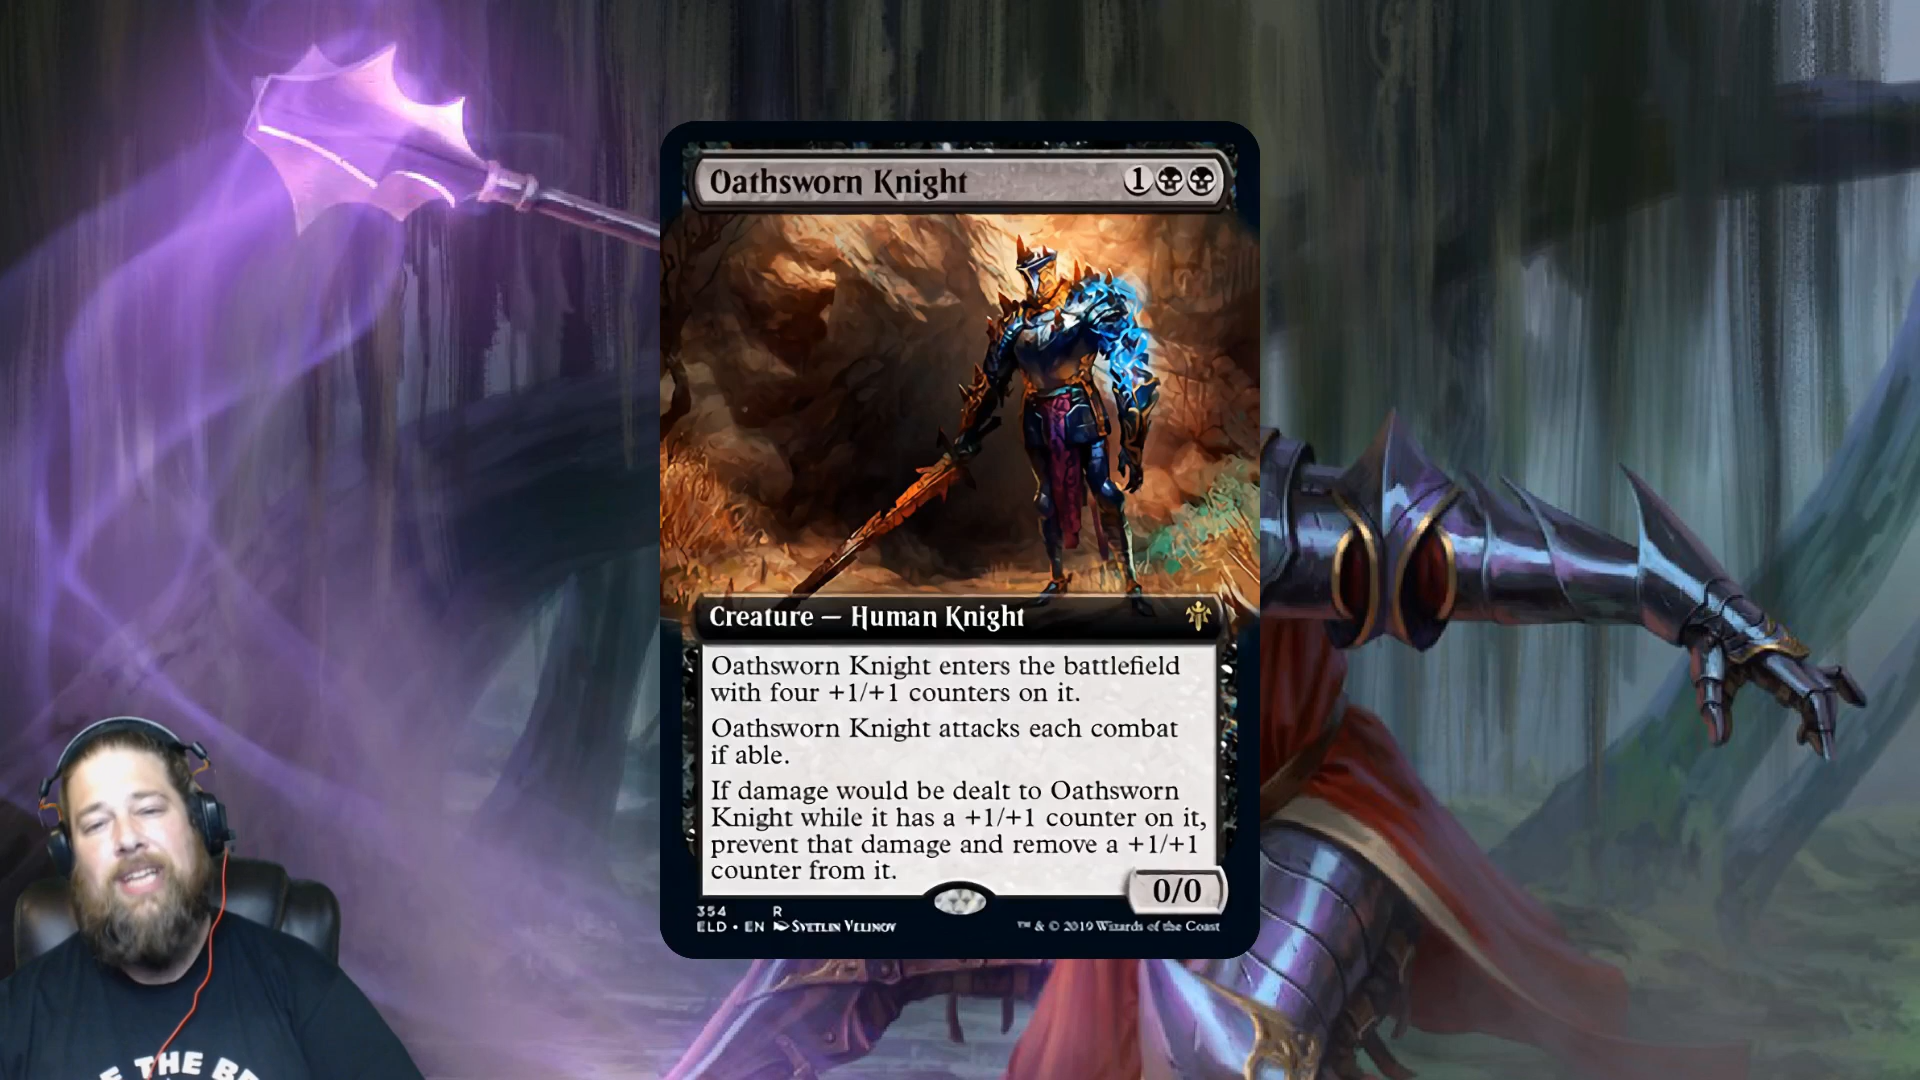 Oathsworn Knight
1
Creature — Human Knight
Oathsworn Knight enters the battlefield
with four +1/+1 counters on it.
Oathsworn Knight attacks each combat
if able.
If damage would be dealt to Oathsworn
Knight while it has a +1/+1 counter on it,
prevent that damage and remove a +1/+1
counter from it.
0/0
354 R
ELD • EN Svetlin Velinov
™ & © 2019 Wizards of the Coast
THE